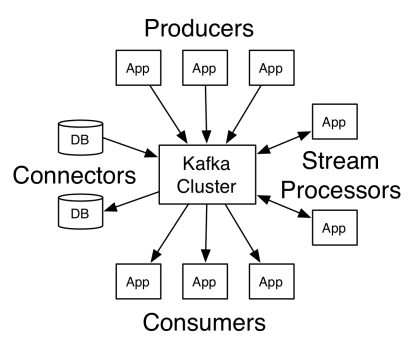 Producers
App
App
App
DB
App
Kafka
Cluster
Connectors
Stream
Processors
DB
App
App
App
App
Consumers